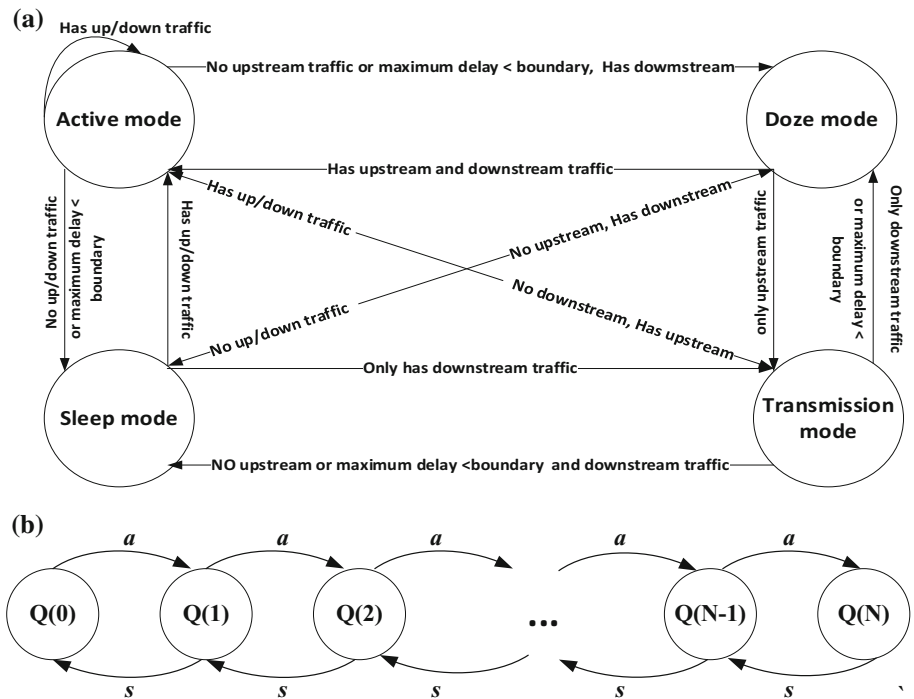 (a)
Has up/down traffic
No upstream traffic or maximum delay < boundary, Has dowmstream
Active mode
Doze mode
Has upstream and downstream traffic
Has up/down traffic
No upstream, Has downstream
No up/down traffic
or maximum delay <
boundary
Has up/down traffic
only upstream traffic
Only downstream traffic
or maximum delay <
boundary
No up/down traffic
No downstream, Has upstream
Only has downstream traffic
Sleep mode
Transmission
mode
NO upstream or maximum delay <boundary and downstream traffic
(b)
a a a a a
Q(0) Q(1) Q(2) ... Q(N-1) Q(N)
s s s s s